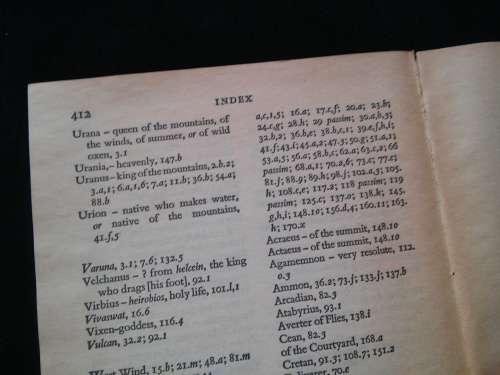 412
INDEX
Urana – queen of the mountains, of
the winds, of summer, or of wild
oxen, 3.1
Urania, – heavenly, 147.b
Uranus – king of the mountains, 2.b,2;
3.a,1; 6.a,1,6; 7.a; 11.b; 36.b; 54.a;
88.b
Urion – native who makes water,
or native of the mountains,
41.f,5
Varuna, 3.1; 7.6; 132.5
Velchanus – ? from helcein, the king
who drags [his foot], 92.1
Virbius – heirobios, holy life, 101.l,1
Vivaswat, 16.6
Vixen-goddess, 116.4
Vulcan, 32.2; 92.1
West Wind, 15.b; 21.m; 48.a; 81.m
a,c,1,5; 16.a; 17.c,f; 20.a; 23.b;
24.c,g; 28.h; 29 passim; 30.a,b,3;
32.b,2; 36.b,e; 38.b,c,1; 39.e,f,h,i;
41.f; 43.i; 45.a,2; 47.3; 50.g; 51.a,1;
53.a,5; 56.a; 58.b,c; 62.a; 63.c,2; 66
passim; 68.a,1; 70.2,6; 73.c; 77.c;
81.f; 88.9; 89.h; 98.j; 102.a,3; 105.
h; 108.c,e; 117.2; 118 passim; 119
passim; 125.c; 137.o; 138.k; 145.
g,h,i; 148.10; 156.d,4; 160.11; 163.
h; 170.x
Acraeus – of the summit, 148.10
Actaeus – of the summit, 148.10
Agamemnon – very resolute, 112.
o.3
Ammon, 36.2; 73.j; 133.j; 137.b
Arcadian, 82.3
Atabyrius, 93.1
Averter of Flies, 138.i
Cean, 82.3
of the Courtyard, 168.a
Cretan, 91.3; 108.7; 151.2
70.e